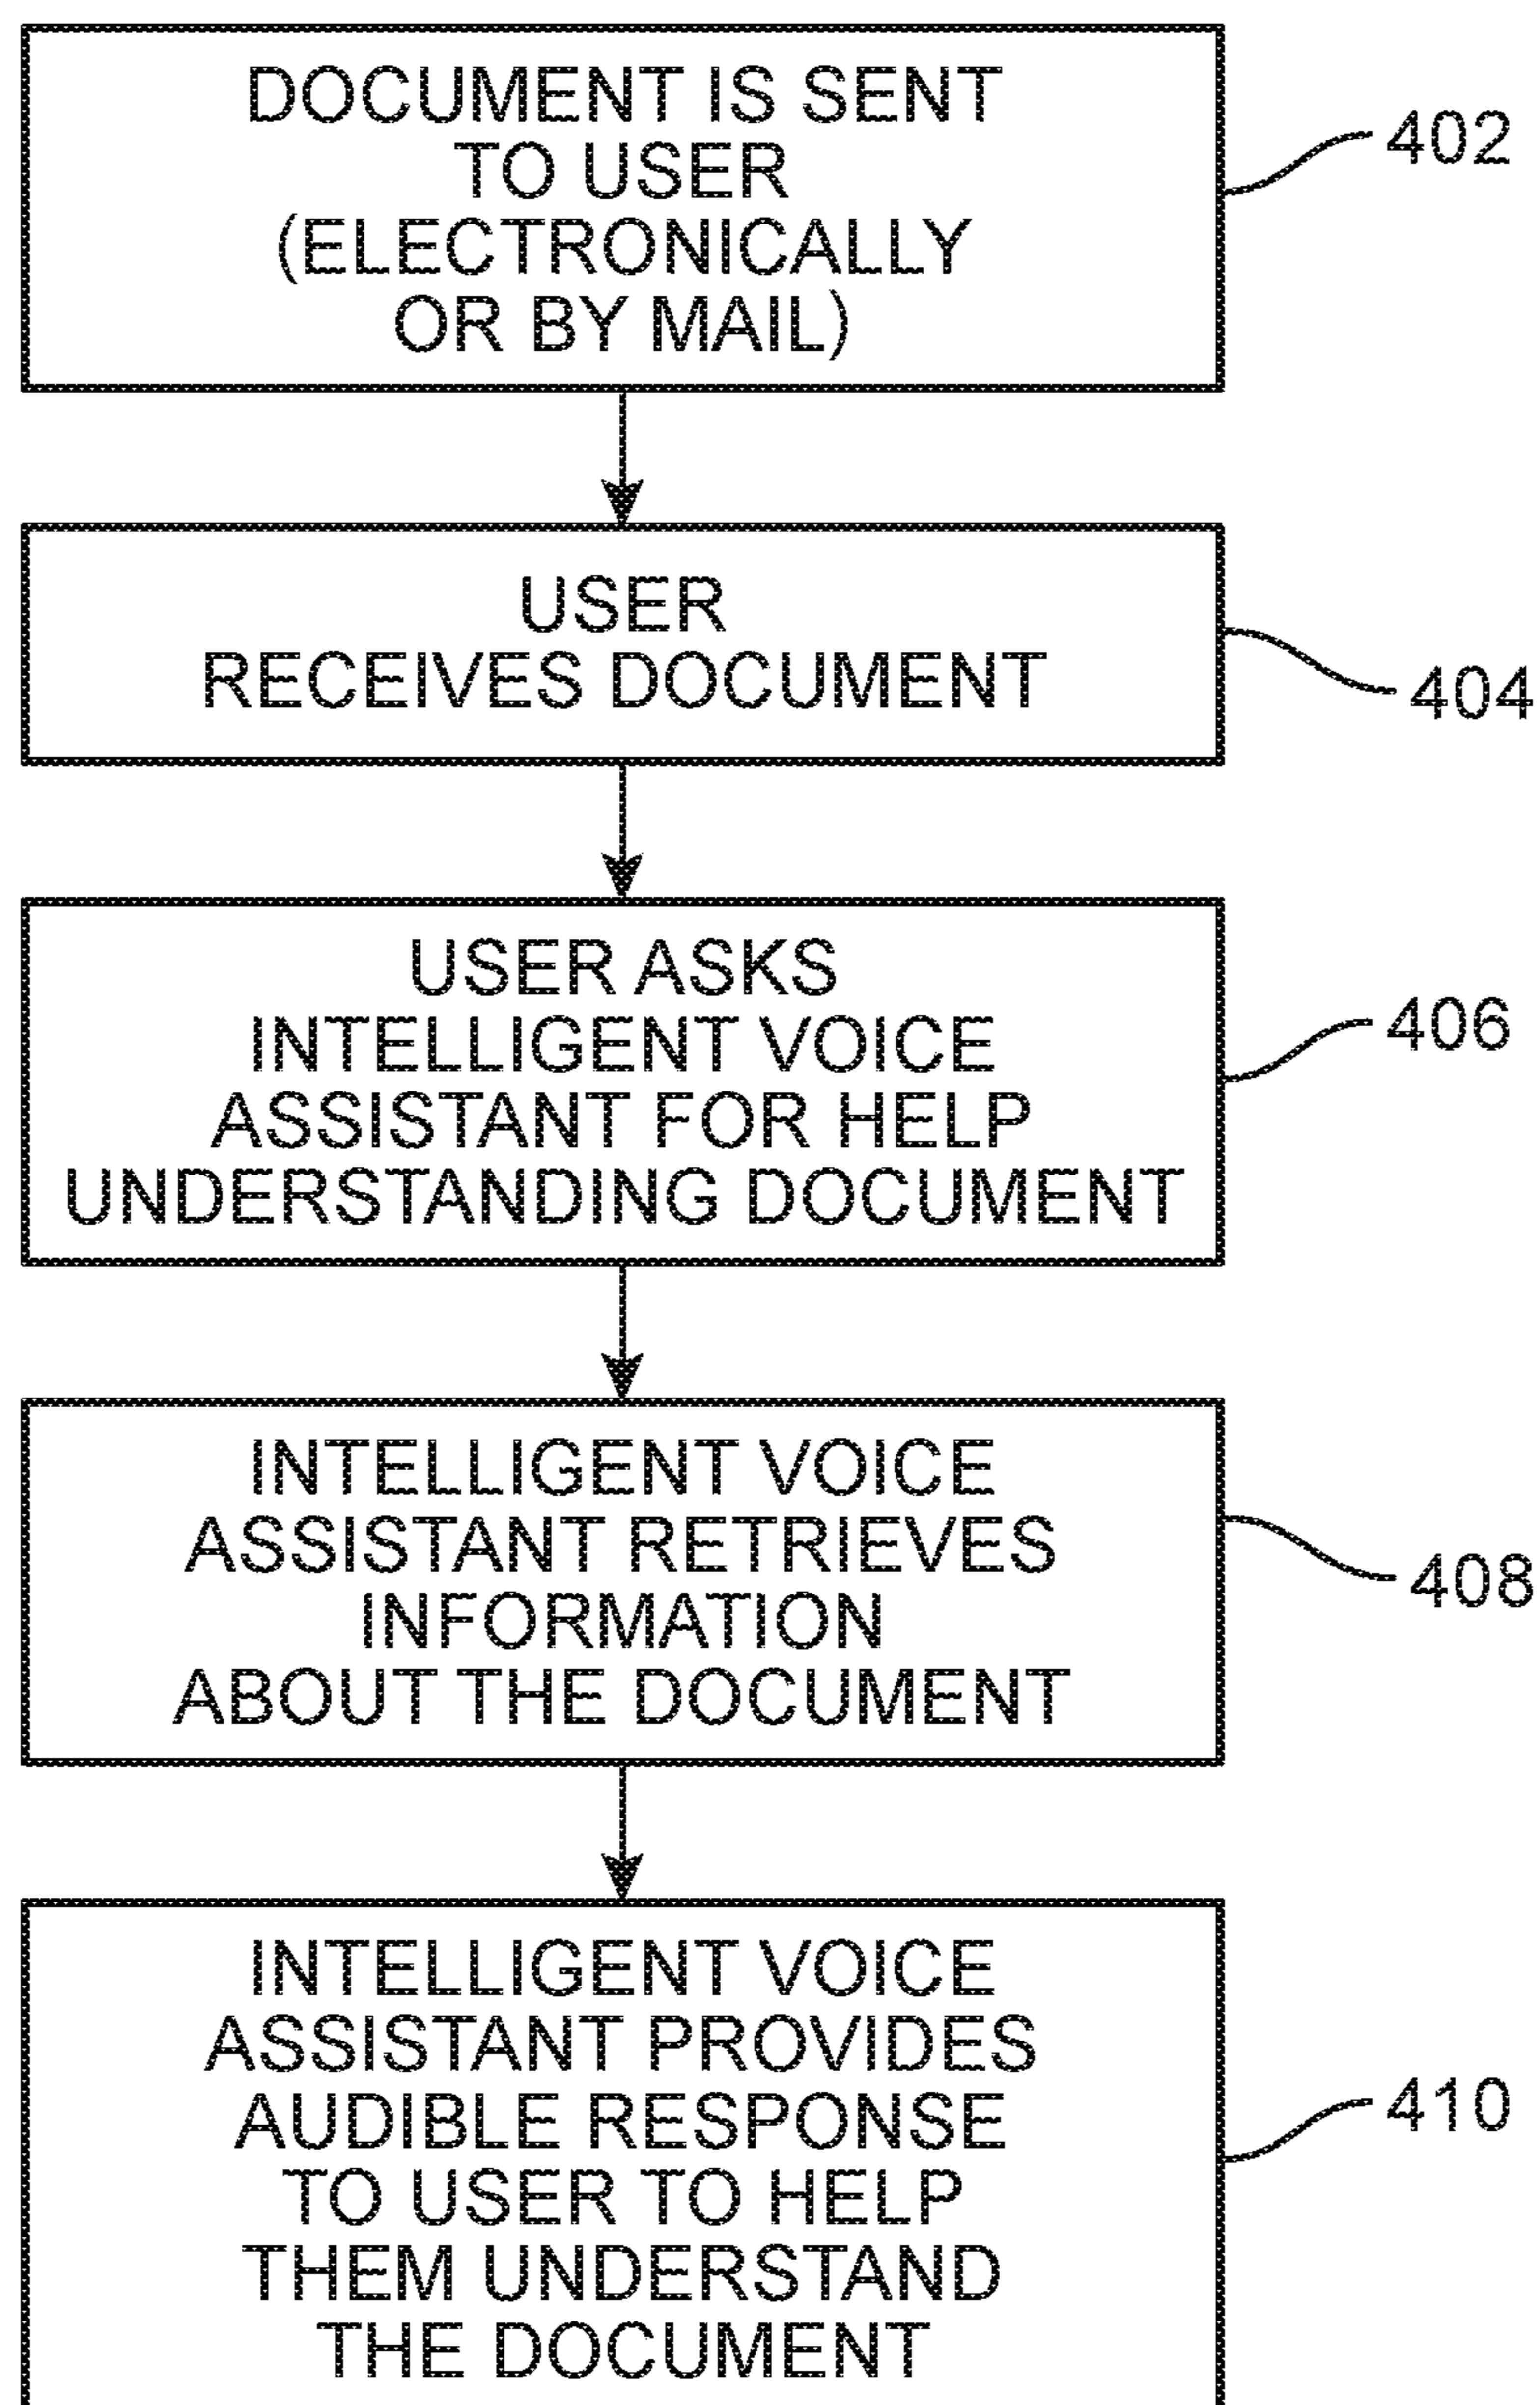 DOCUMENT IS SENT
TO USER
(ELECTRONICALLY
OR BY MAIL)
402
USER
RECEIVES DOCUMENT
404
USER ASKS
INTELLIGENT VOICE
ASSISTANT FOR HELP
UNDERSTANDING DOCUMENT
406
INTELLIGENT VOICE
ASSISTANT RETRIEVES
INFORMATION
ABOUT THE DOCUMENT
408
INTELLIGENT VOICE
ASSISTANT PROVIDES
AUDIBLE RESPONSE
TO USER TO HELP
THEM UNDERSTAND
THE DOCUMENT
410